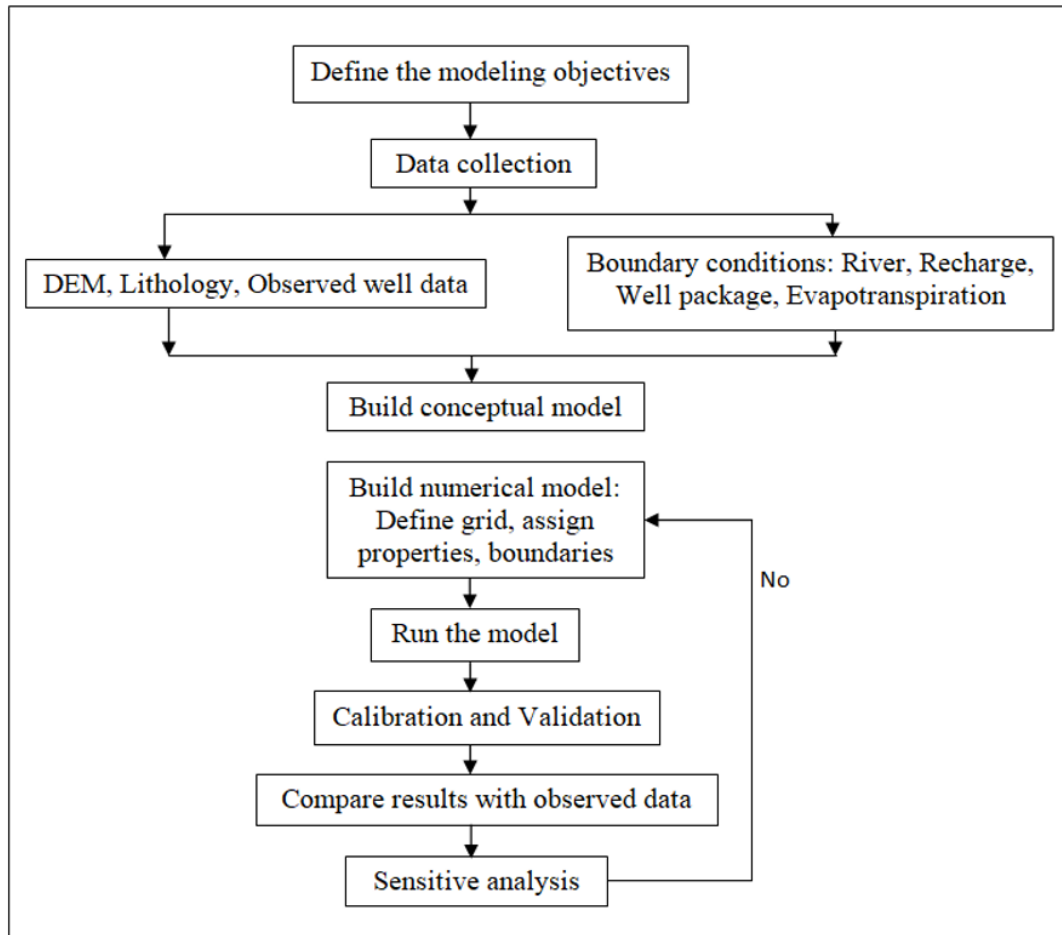 Define the modeling objectives
Data collection
DEM, Lithology, Observed well data
Boundary conditions: River, Recharge,
Well package, Evapotranspiration
Build conceptual model
Build numerical model:
Define grid, assign
properties, boundaries
No
Run the model
Calibration and Validation
Compare results with observed data
Sensitive analysis